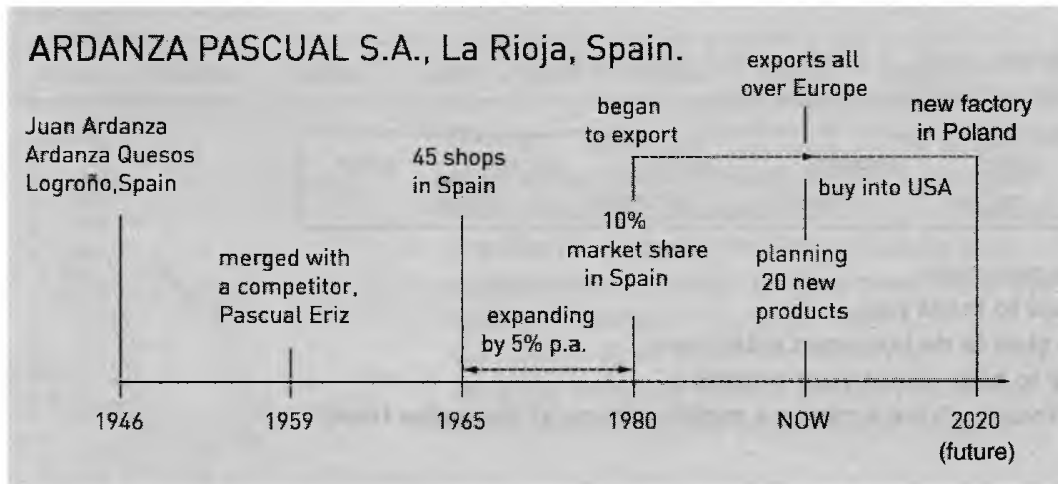 ARDANZA PASCUAL S.A., La Rioja, Spain.
Juan Ardanza
Ardanza Quesos
Logroño,Spain
merged with
a competitor,
Pascual Eriz
45 shops
in Spain
expanding
by 5% p.a.
began
to export
10%
market share
in Spain
exports all
over Europe
buy into USA
planning
20 new
products
new factory
in Poland
1946
1959
1965
1980
NOW
2020
(future)